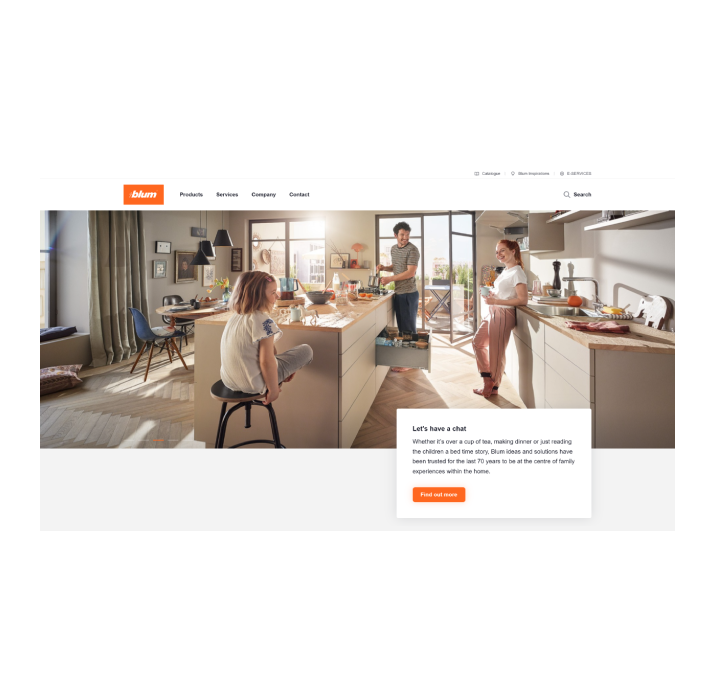 Catalogue
Blum Inspirations
E-SERVICES
blum
Products
Services
Company
Contact
Search
Let's have a chat
Whether it's over a cup of tea, making dinner or just reading
the children a bed time story, Blum ideas and solutions have
been trusted for the last 70 years to be at the centre of family
experiences within the home.
Find out more